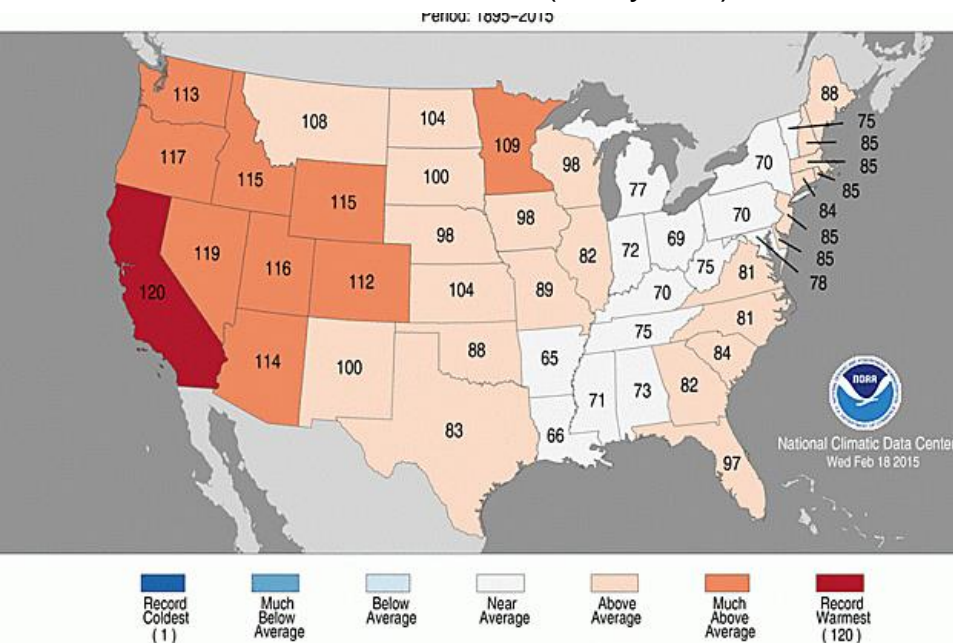 Period: 1895-2015
113
108
104
109
88
75
85
85
85
84
85
85
78
117
115
115
100
98
77
70
70
119
116
112
98
98
82
72
69
75
81
120
104
89
70
81
114
100
88
65
75
84
83
66
71
73
82
97
NOAA
National Climatic Data Center
Wed Feb 18 2015
Record
Coldest
(1)
Much
Below
Average
Below
Average
Near
Average
Above
Average
Much
Above
Average
Record
Warmest
(120)